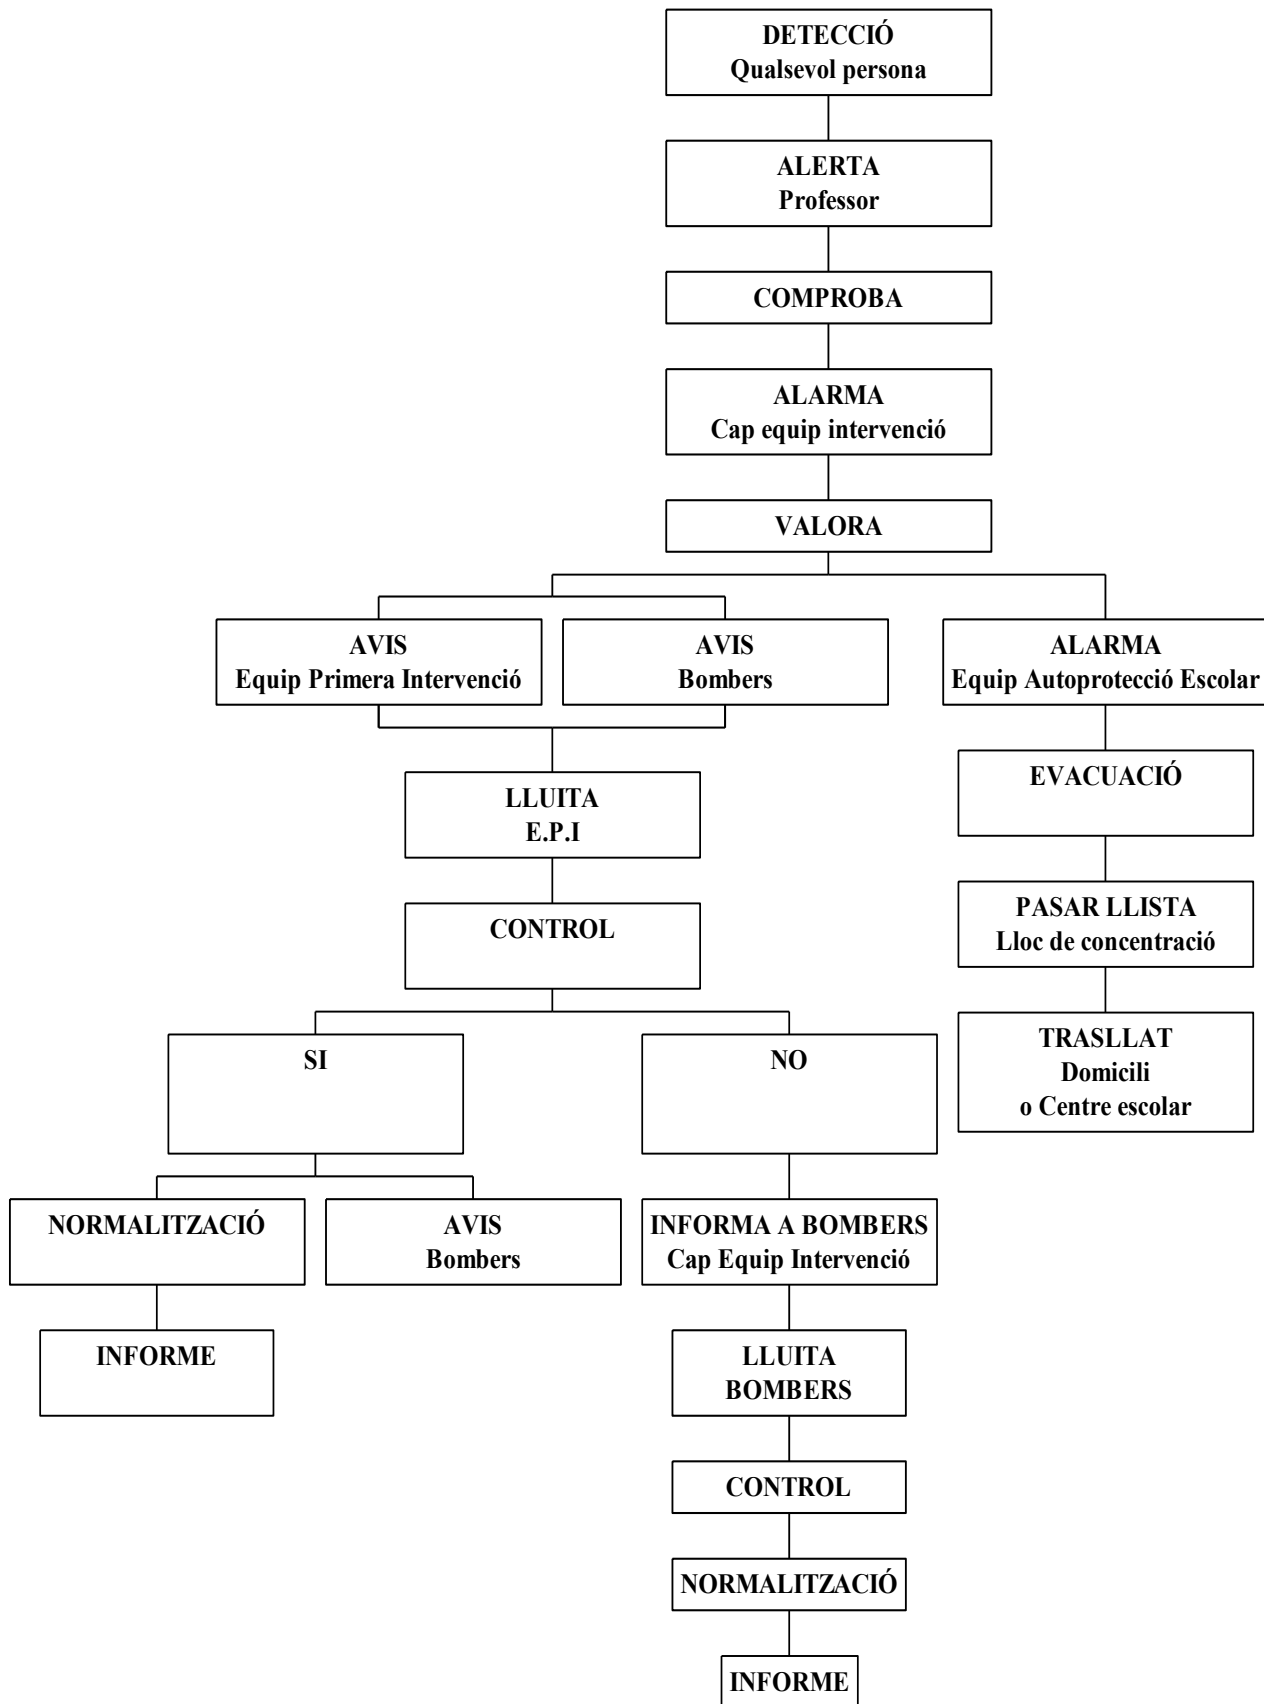 DETECCIÓ
Qualsevol persona
ALERTA
Professor
COMPROBA
ALARMA
Cap equip intervenció
VALORA
AVIS
Equip Primera Intervenció
AVIS
Bombers
ALARMA
Equip Autoprotecció Escolar
LLUITA
E.P.I
CONTROL
EVACUACIÓ
PASAR LLISTA
Lloc de concentració
TRASLLAT
Domicili
o Centre escolar
SI
NO
NORMALITZACIÓ
AVIS
Bombers
INFORMA A BOMBERS
Cap Equip Intervenció
INFORME
LLUITA
BOMBERS
CONTROL
NORMALITZACIÓ
INFORME